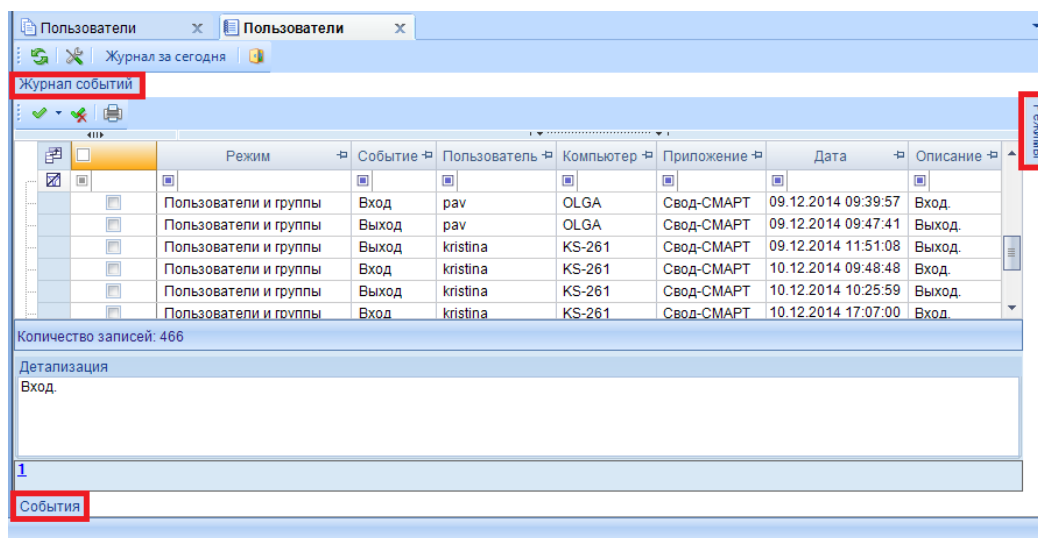 Пользователи Пользователи
Журнал за сегодня
Журнал событий
Режим Событие Пользователь Компьютер Приложение Дата Описание
Пользователи и группы Вход pav OLGA Свод-СМАРТ 09.12.2014 09:39:57 Вход.
Пользователи и группы Выход pav OLGA Свод-СМАРТ 09.12.2014 09:47:41 Выход.
Пользователи и группы Выход kristina KS-261 Свод-СМАРТ 09.12.2014 11:51:08 Выход.
Пользователи и группы Вход kristina KS-261 Свод-СМАРТ 10.12.2014 09:48:48 Вход.
Пользователи и группы Выход kristina KS-261 Свод-СМАРТ 10.12.2014 10:25:59 Выход.
Пользователи и группы Вход kristina KS-261 Свод-СМАРТ 10.12.2014 17:07:00 Вход.
Количество записей: 466
Детализация
Вход.
1
События